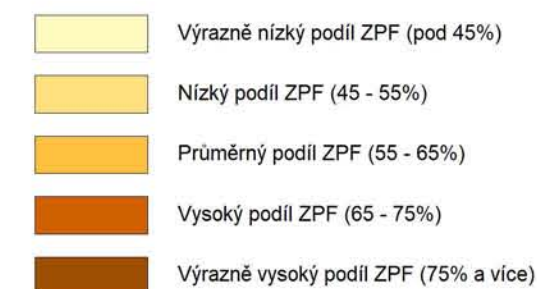 Výrazně nízký podíl ZPF (pod 45%)
Nízký podíl ZPF (45 - 55%)
Průměrný podíl ZPF (55 - 65%)
Vysoký podíl ZPF (65 - 75%)
Výrazně vysoký podíl ZPF (75% a více)